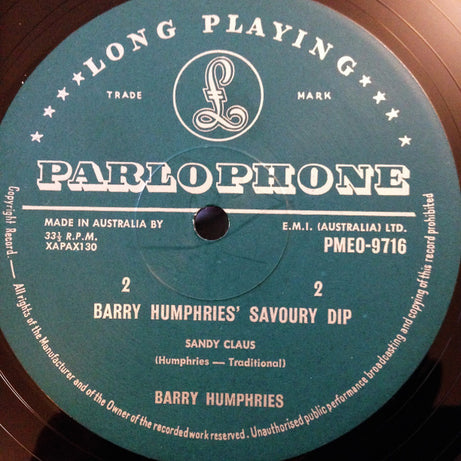 ★★★★ LONG PLAYING ★★★★
TRADE MARK
£
PARLOPHONE
MADE IN AUSTRALIA BY E.M.I. (AUSTRALIA) LTD.
33⅓ R.P.M. PMEO-9716
XAPAX130
2 2
BARRY HUMPHRIES' SAVOURY DIP
SANDY CLAUS
(Humphries — Traditional)
BARRY HUMPHRIES
Copyright Record. — All rights of the Manufacturer and of the Owner of the recorded work reserved. Unauthorised public performance broadcasting and copying of this record prohibited